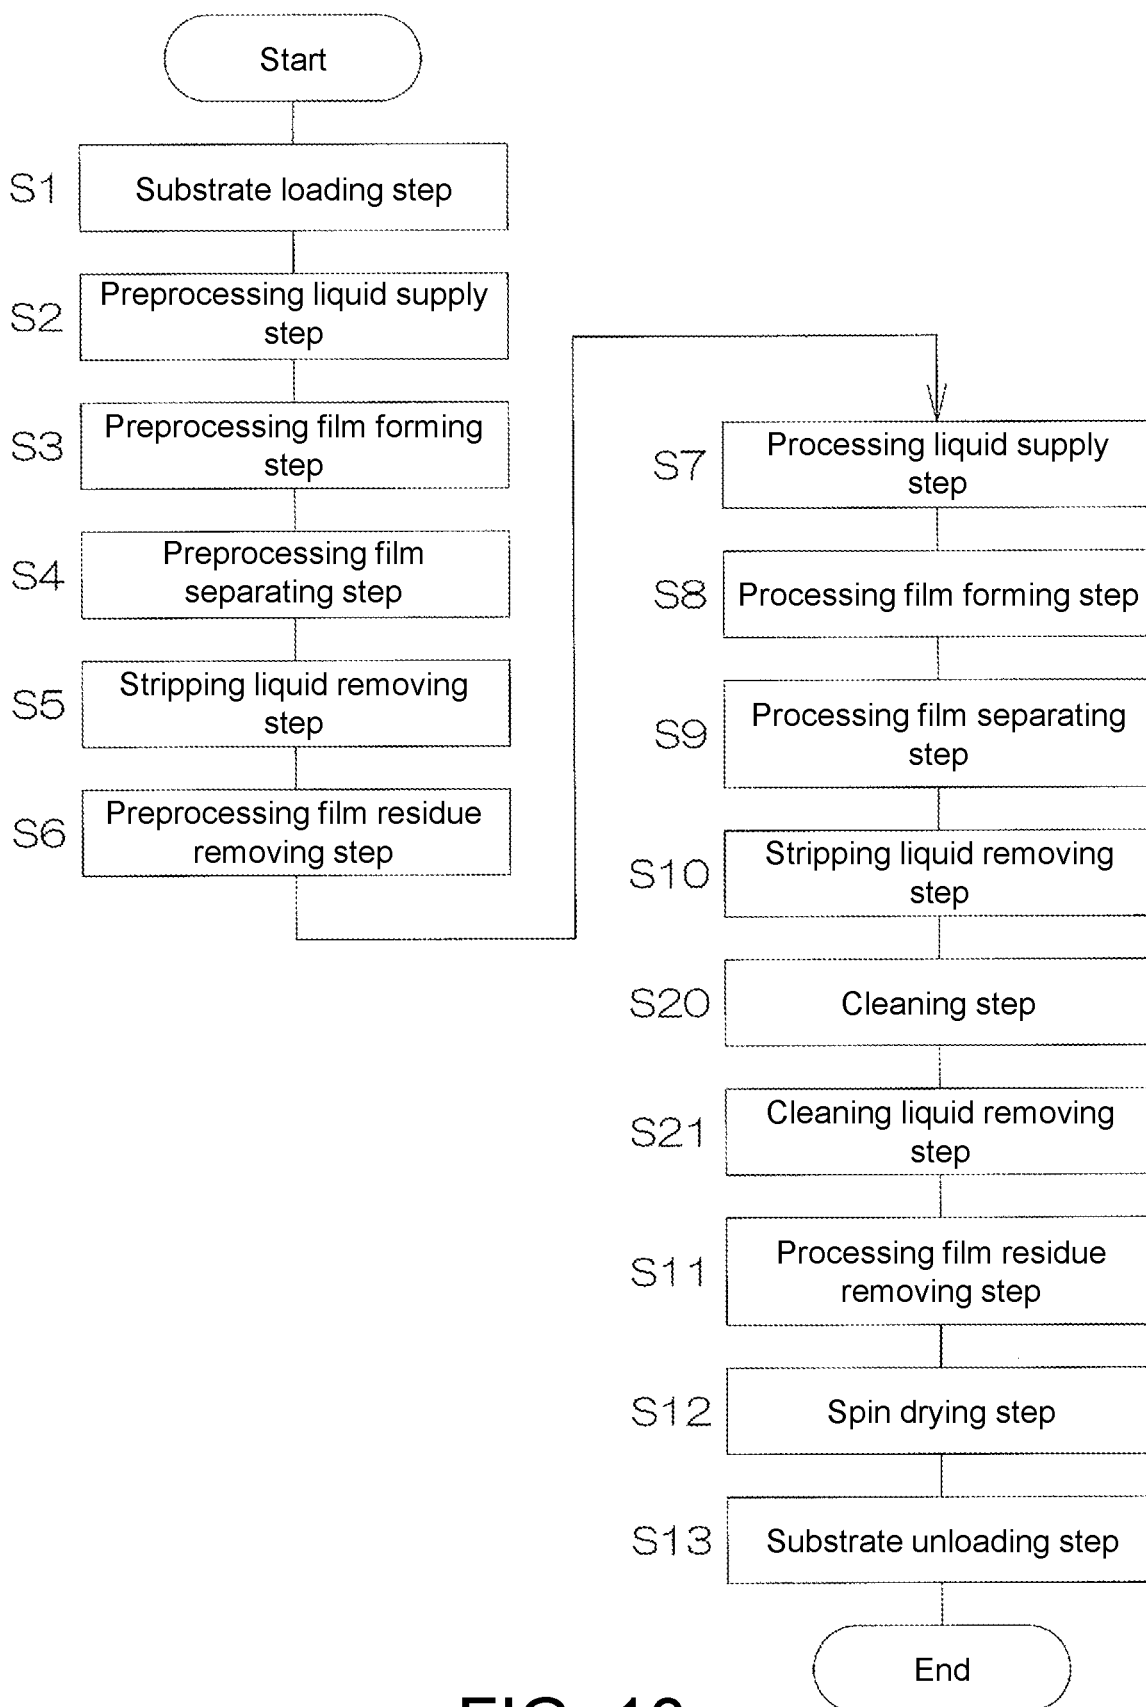 Start
S1
Substrate loading step
S2
Preprocessing liquid supply
step
S3
Preprocessing film forming
step
S4
Preprocessing film
separating step
S5
Stripping liquid removing
step
S6
Preprocessing film residue
removing step
S7
Processing liquid supply
step
S8
Processing film forming step
S9
Processing film separating
step
S10
Stripping liquid removing
step
S20
Cleaning step
S21
Cleaning liquid removing
step
S11
Processing film residue
removing step
S12
Spin drying step
S13
Substrate unloading step
End